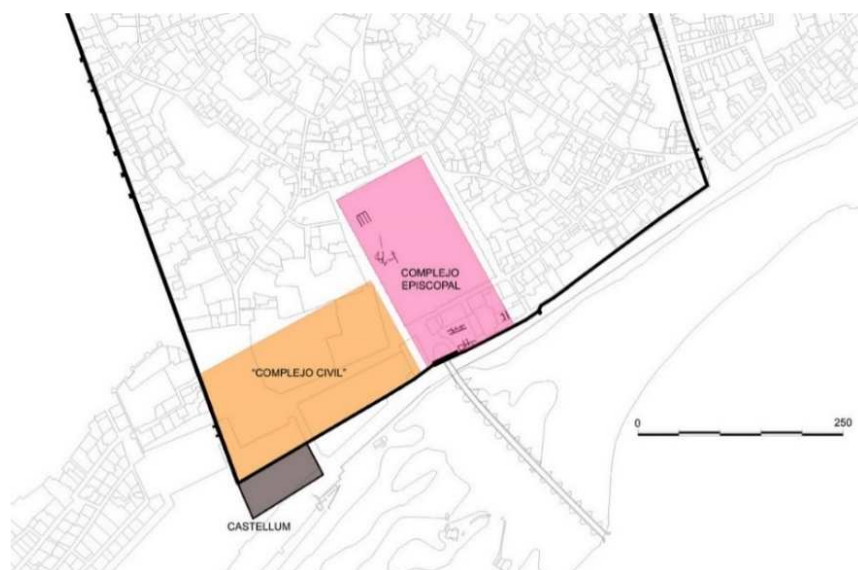 COMPLEJO
EPISCOPAL
"COMPLEJO CIVIL"
0 250
CASTELLUM